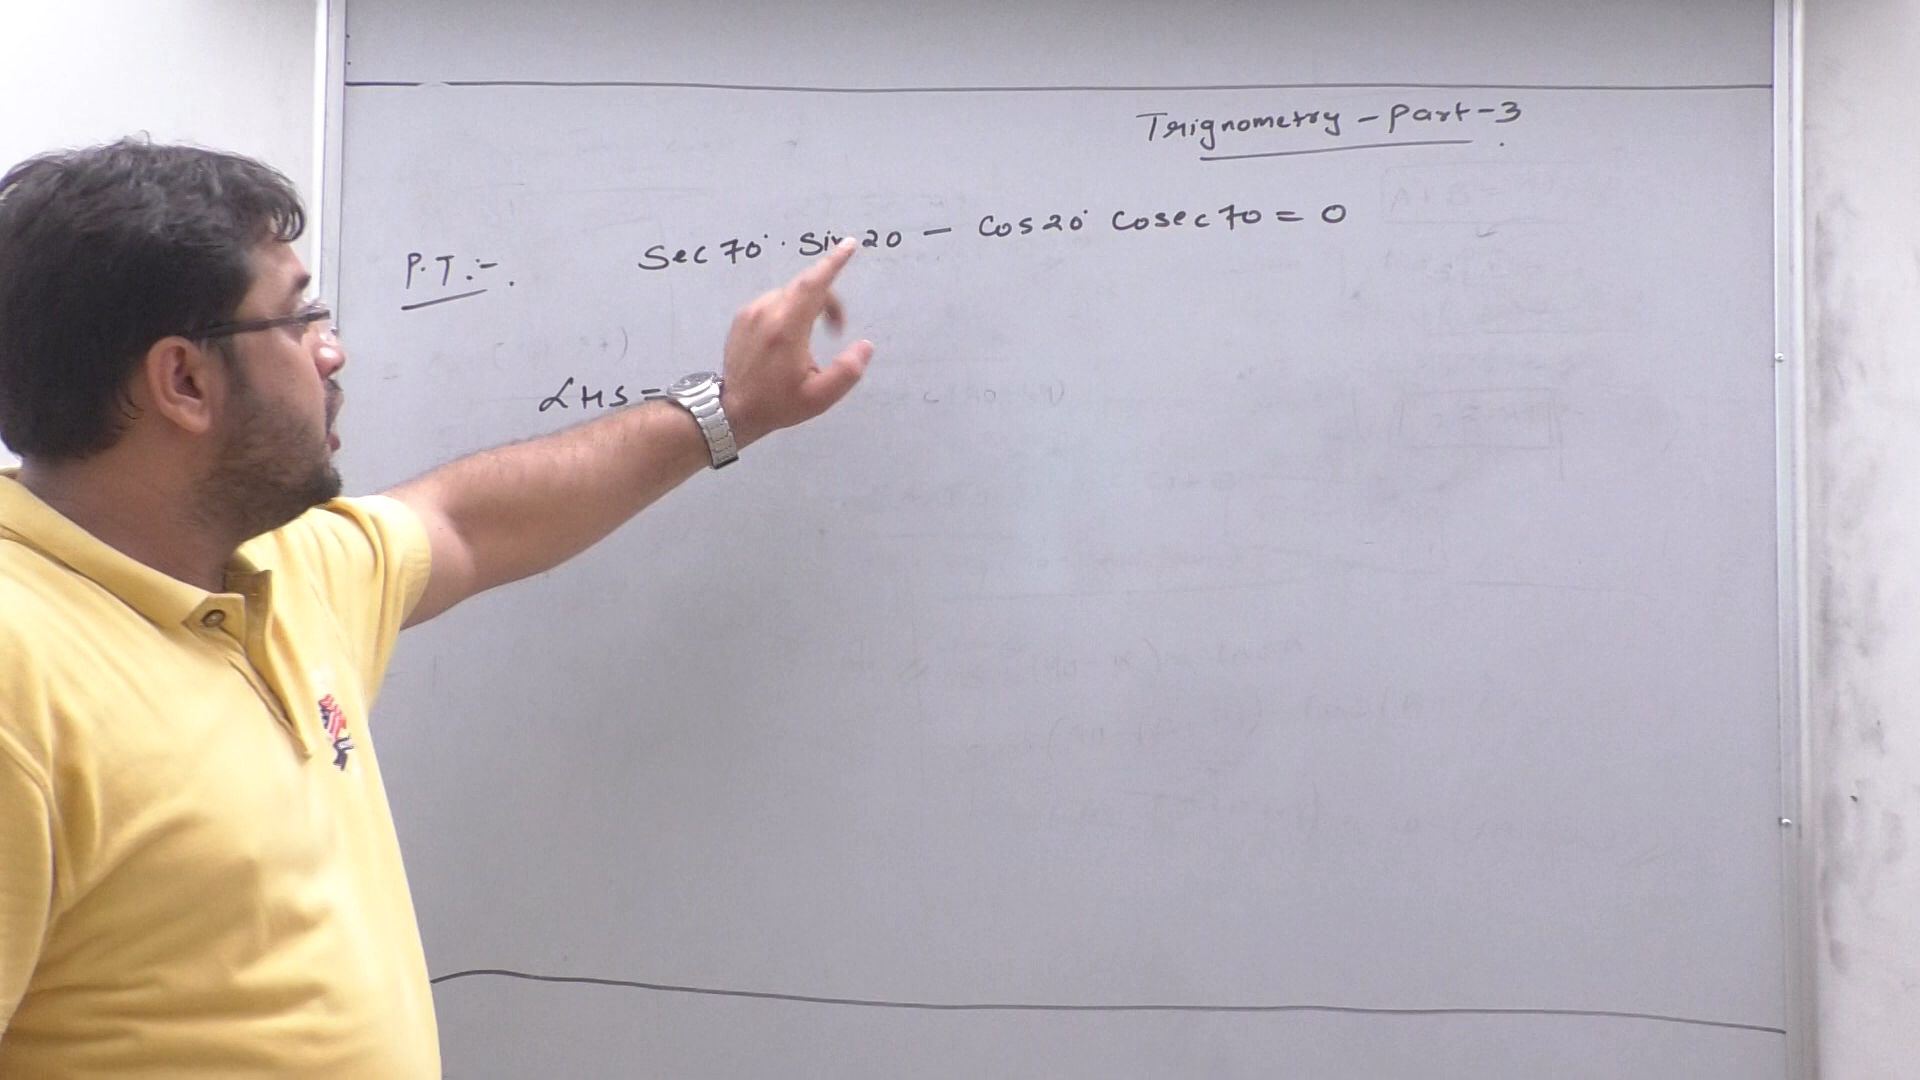 Trignometry - Part-3
P.T.:- Sec 70° . Sin 20 - Cos 20° Cosec 70 = 0
LHS =